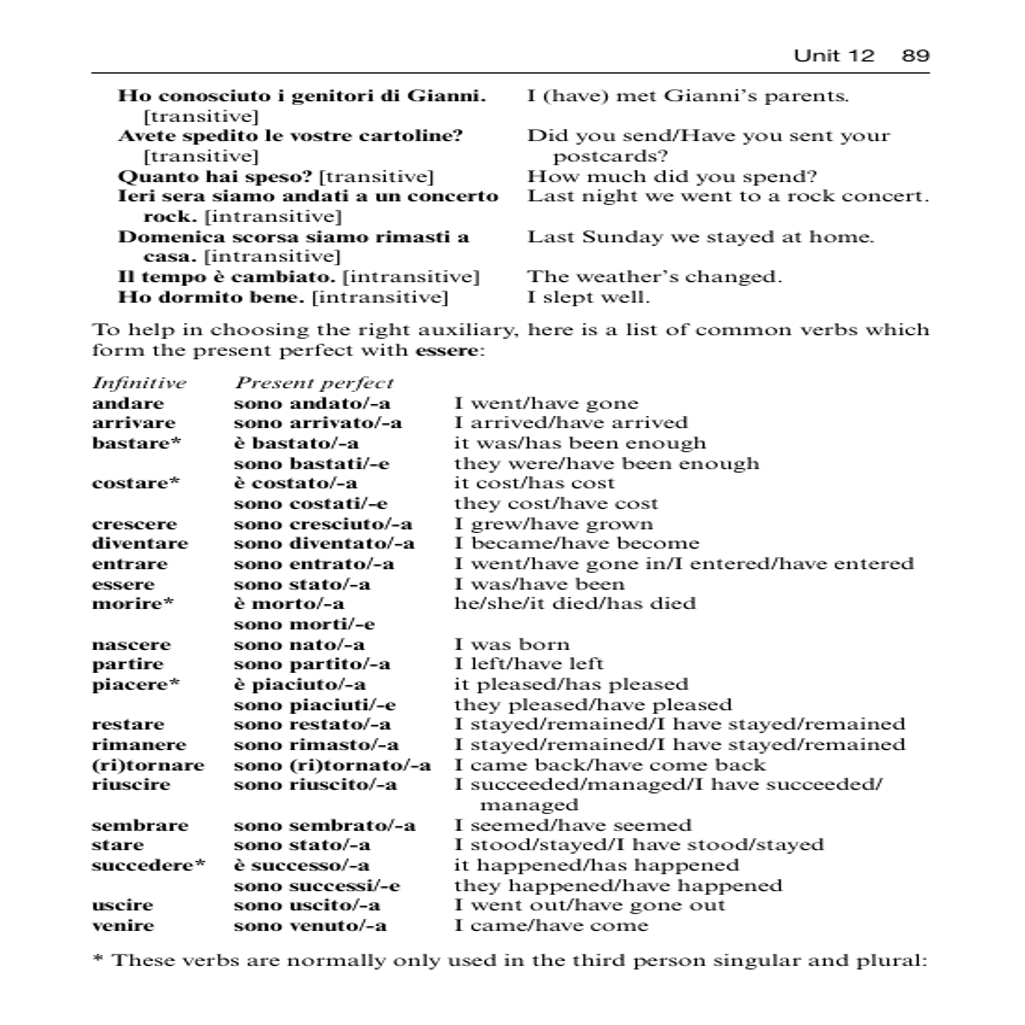 Unit 12 89
Ho conosciuto i genitori di Gianni. I (have) met Gianni's parents.
[transitive]
Avete spedito le vostre cartoline? Did you send/Have you sent your
[transitive] postcards?
Quanto hai speso? [transitive] How much did you spend?
Ieri sera siamo andati a un concerto Last night we went to a rock concert.
rock. [intransitive]
Domenica scorsa siamo rimasti a Last Sunday we stayed at home.
casa. [intransitive]
Il tempo è cambiato. [intransitive] The weather's changed.
Ho dormito bene. [intransitive] I slept well.
To help in choosing the right auxiliary, here is a list of common verbs which
form the present perfect with essere:
Infinitive Present perfect
andare sono andato/-a I went/have gone
arrivare sono arrivato/-a I arrived/have arrived
bastare* è bastato/-a it was/has been enough
sono bastati/-e they were/have been enough
costare* è costato/-a it cost/has cost
sono costati/-e they cost/have cost
crescere sono cresciuto/-a I grew/have grown
diventare sono diventato/-a I became/have become
entrare sono entrato/-a I went/have gone in/I entered/have entered
essere sono stato/-a I was/have been
morire* è morto/-a he/she/it died/has died
sono morti/-e
nascere sono nato/-a I was born
partire sono partito/-a I left/have left
piacere* è piaciuto/-a it pleased/has pleased
sono piaciuti/-e they pleased/have pleased
restare sono restato/-a I stayed/remained/I have stayed/remained
rimanere sono rimasto/-a I stayed/remained/I have stayed/remained
(ri)tornare sono (ri)tornato/-a I came back/have come back
riuscire sono riuscito/-a I succeeded/managed/I have succeeded/
managed
sembrare sono sembrato/-a I seemed/have seemed
stare sono stato/-a I stood/stayed/I have stood/stayed
succedere* è successo/-a it happened/has happened
sono successi/-e they happened/have happened
uscire sono uscito/-a I went out/have gone out
venire sono venuto/-a I came/have come
* These verbs are normally only used in the third person singular and plural: